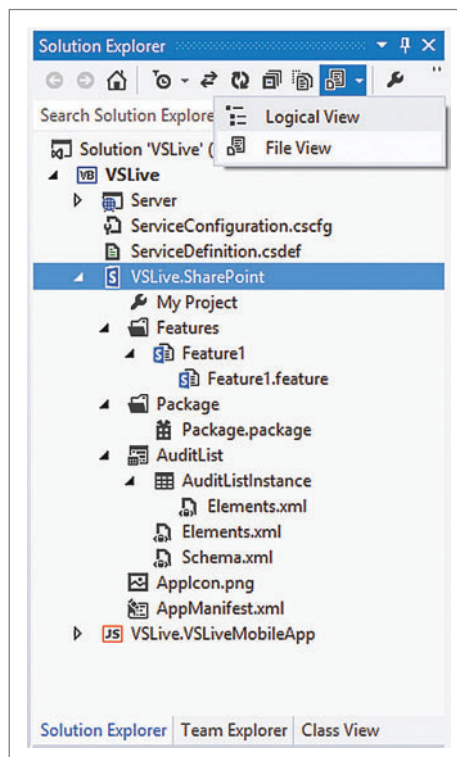 Solution Explorer
Search Solution Explore
Logical View
File View
Solution 'VSLive' (
VB VSLive
Server
ServiceConfiguration.cscfg
ServiceDefinition.csdef
S VSLive.SharePoint
My Project
Features
S Feature1
S Feature1.feature
Package
Package.package
AuditList
AuditListInstance
Elements.xml
Elements.xml
Schema.xml
AppIcon.png
AppManifest.xml
JS VSLive.VSLiveMobileApp
Solution Explorer Team Explorer Class View